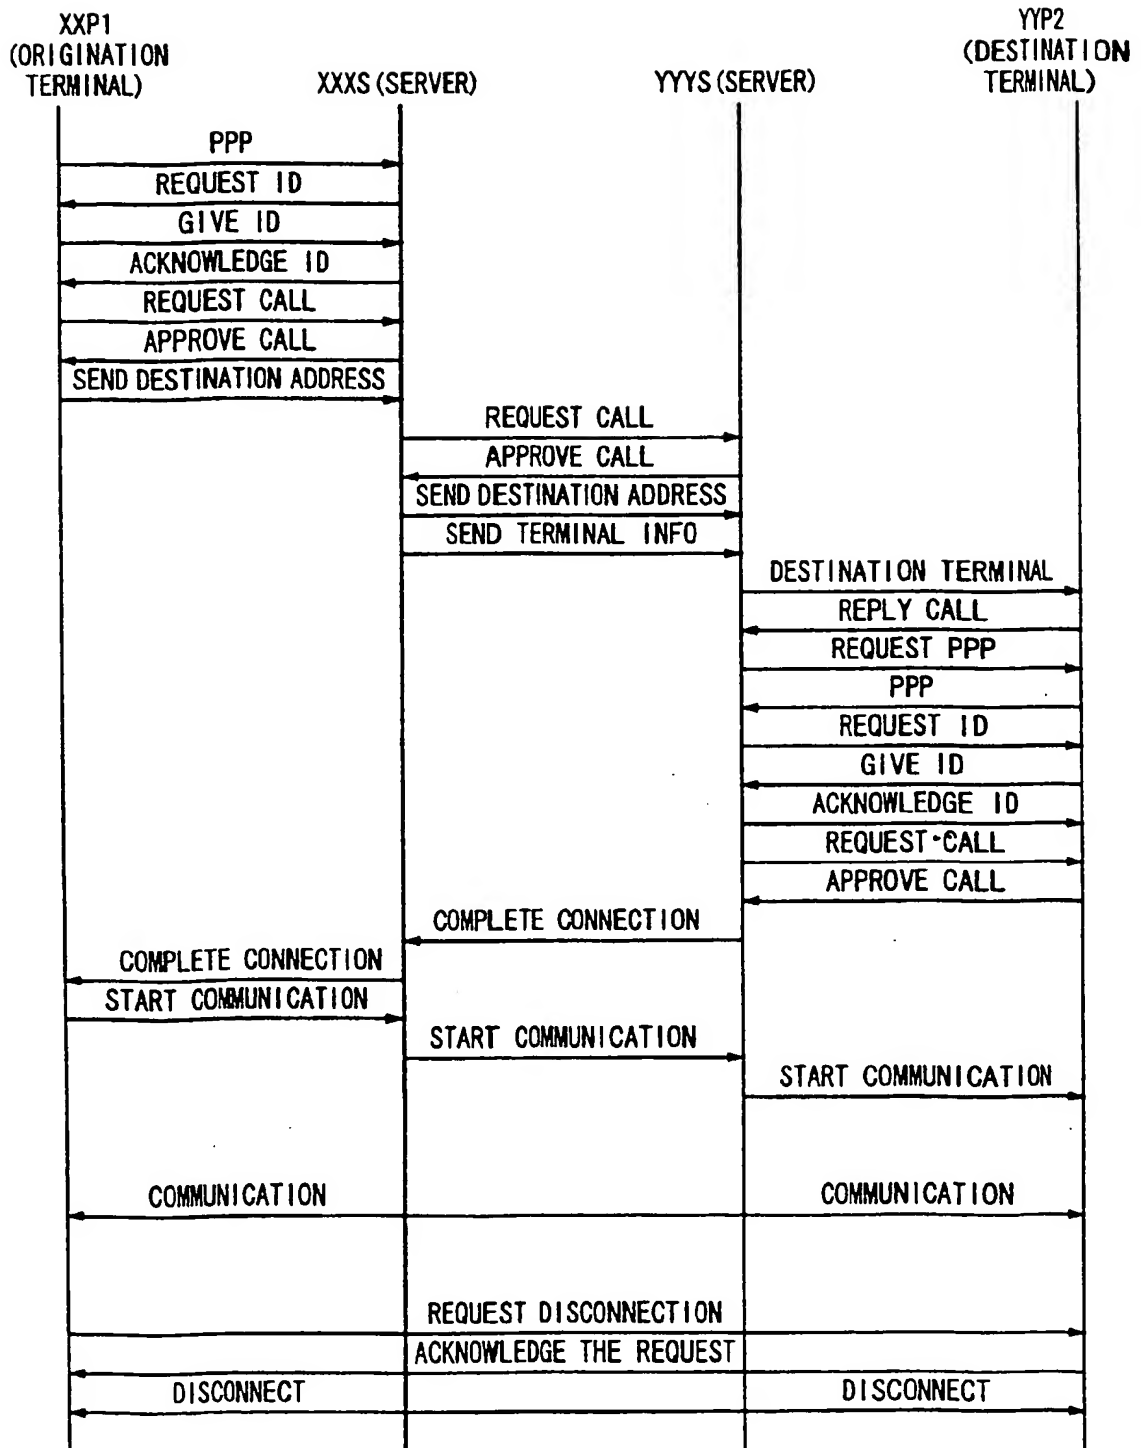 XXP1
(ORIGINATION
TERMINAL)
XXXS (SERVER)
YYYS (SERVER)
YYP2
(DESTINATION
TERMINAL)
PPP
REQUEST ID
GIVE ID
ACKNOWLEDGE ID
REQUEST CALL
APPROVE CALL
SEND DESTINATION ADDRESS
REQUEST CALL
APPROVE CALL
SEND DESTINATION ADDRESS
SEND TERMINAL INFO
DESTINATION TERMINAL
REPLY CALL
REQUEST PPP
PPP
REQUEST ID
GIVE ID
ACKNOWLEDGE ID
REQUEST CALL
APPROVE CALL
COMPLETE CONNECTION
COMPLETE CONNECTION
START COMMUNICATION
START COMMUNICATION
START COMMUNICATION
COMMUNICATION
COMMUNICATION
REQUEST DISCONNECTION
ACKNOWLEDGE THE REQUEST
DISCONNECT
DISCONNECT